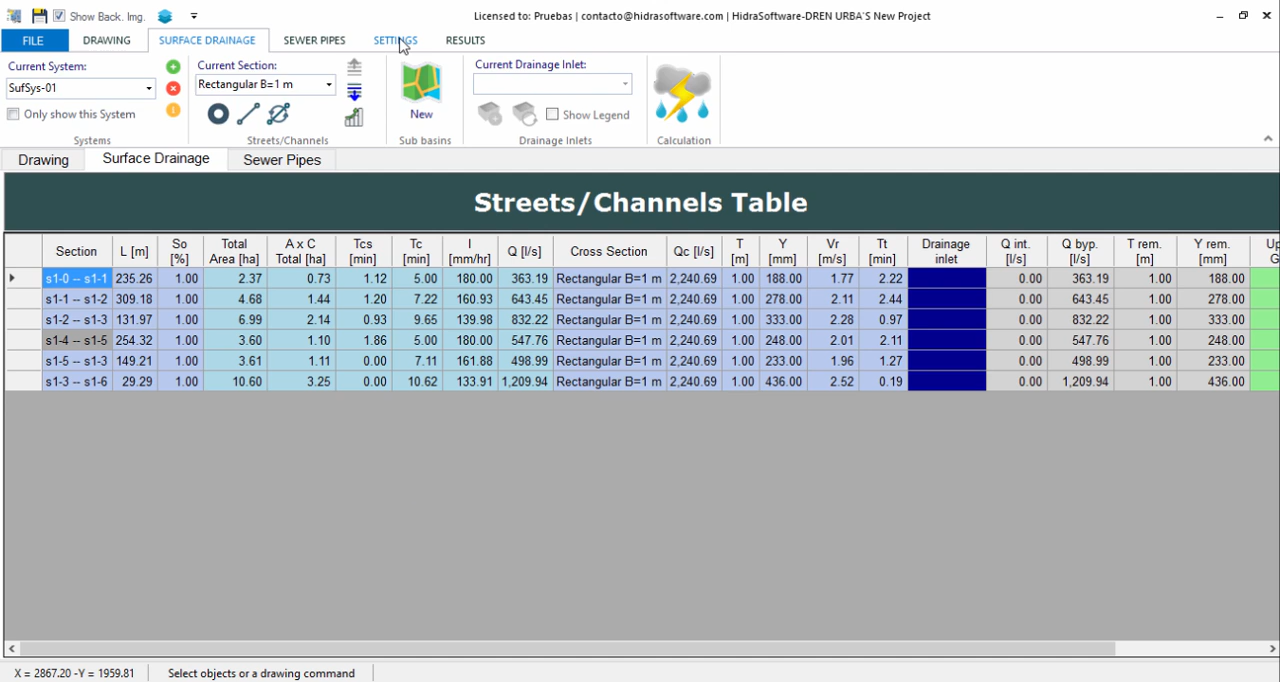 Show Back. Img.
Licensed to: Pruebas | contacto@hidrasoftware.com | HidraSoftware-DREN URBA'S New Project
FILE DRAWING SURFACE DRAINAGE SEWER PIPES SETTINGS RESULTS
Current System:
SufSys-01
Only show this System
Systems
Current Section:
Rectangular B=1 m
Streets/Channels
New
Sub basins
Current Drainage Inlet:
Show Legend
Drainage Inlets
Calculation
Drawing Surface Drainage Sewer Pipes
Streets/Channels Table
Section L [m] So [%] Total Area [ha] A x C Total [ha] Tcs [min] Tc [min] I [mm/hr] Q [l/s] Cross Section Qc [l/s] T [m] Y [mm] Vr [m/s] Tt [min] Drainage inlet Q int. [l/s] Q byp. [l/s] T rem. [m] Y rem. [mm]
s1-0 -- s1-1 235.26 1.00 2.37 0.73 1.12 5.00 180.00 363.19 Rectangular B=1 m 2,240.69 1.00 188.00 1.77 2.22 0.00 363.19 1.00 188.00
s1-1 -- s1-2 309.18 1.00 4.68 1.44 1.20 7.22 160.93 643.45 Rectangular B=1 m 2,240.69 1.00 278.00 2.11 2.44 0.00 643.45 1.00 278.00
s1-2 -- s1-3 131.97 1.00 6.99 2.14 0.93 9.65 139.98 832.22 Rectangular B=1 m 2,240.69 1.00 333.00 2.28 0.97 0.00 832.22 1.00 333.00
s1-4 -- s1-5 254.32 1.00 3.60 1.10 1.86 5.00 180.00 547.76 Rectangular B=1 m 2,240.69 1.00 248.00 2.01 2.11 0.00 547.76 1.00 248.00
s1-5 -- s1-3 149.21 1.00 3.61 1.11 0.00 7.11 161.88 498.99 Rectangular B=1 m 2,240.69 1.00 233.00 1.96 1.27 0.00 498.99 1.00 233.00
s1-3 -- s1-6 29.29 1.00 10.60 3.25 0.00 10.62 133.91 1,209.94 Rectangular B=1 m 2,240.69 1.00 436.00 2.52 0.19 0.00 1,209.94 1.00 436.00
X = 2867.20 -Y = 1959.81 Select objects or a drawing command